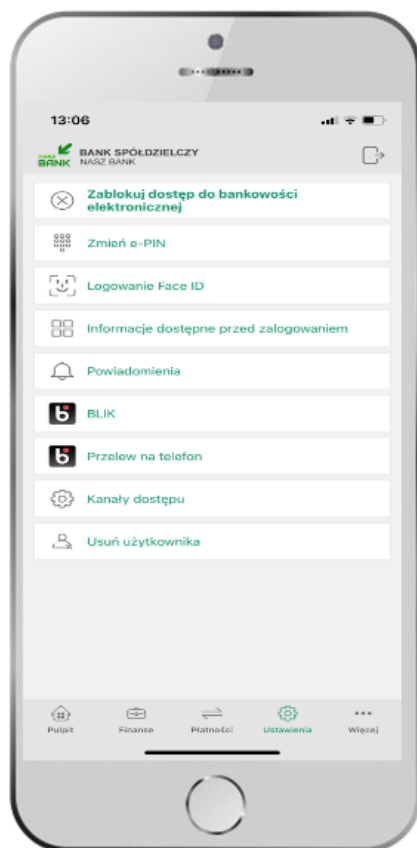 13:06
BANK SPÓŁDZIELCZY
NASZ BANK
BANK
Zablokuj dostęp do bankowości
elektronicznej
Zmień e-PIN
Logowanie Face ID
Informacje dostępne przed zalogowaniem
Powiadomienia
BLIK
Przelew na telefon
Kanały dostępu
Usuń użytkownika
Pulpit
Finanse
Płatności
Ustawienia
Więcej